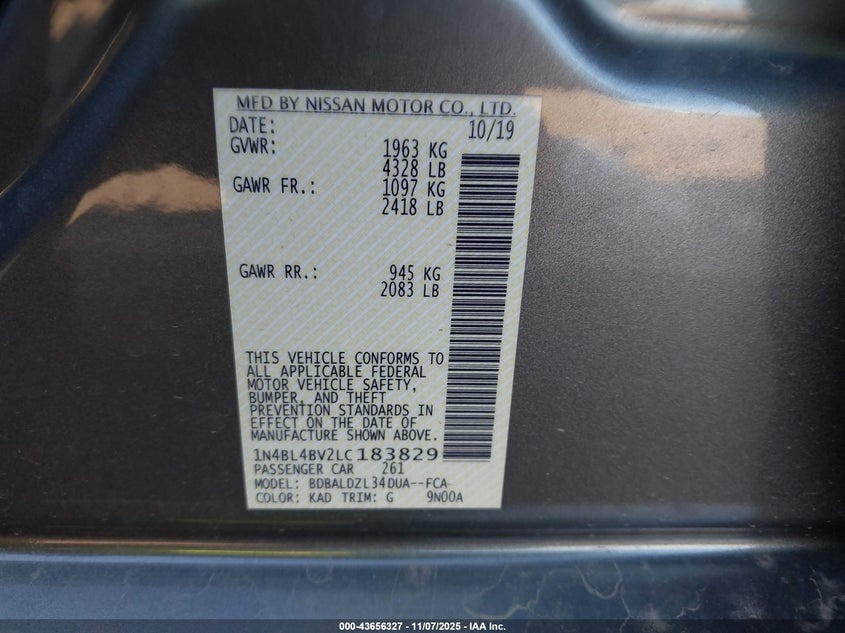 MFD BY NISSAN MOTOR CO., LTD.
DATE: 10/19
GVWR: 1963 KG
4328 LB
GAWR FR.: 1097 KG
2418 LB
GAWR RR.: 945 KG
2083 LB
THIS VEHICLE CONFORMS TO
ALL APPLICABLE FEDERAL
MOTOR VEHICLE SAFETY,
BUMPER, AND THEFT
PREVENTION STANDARDS IN
EFFECT ON THE DATE OF
MANUFACTURE SHOWN ABOVE.
1N4BL4BV2LC183829
PASSENGER CAR 261
MODEL: BDBALDZL34DUA--FCA
COLOR: KAD TRIM: G 9N00A
000-43656327 - 11/07/2025 - IAA Inc.